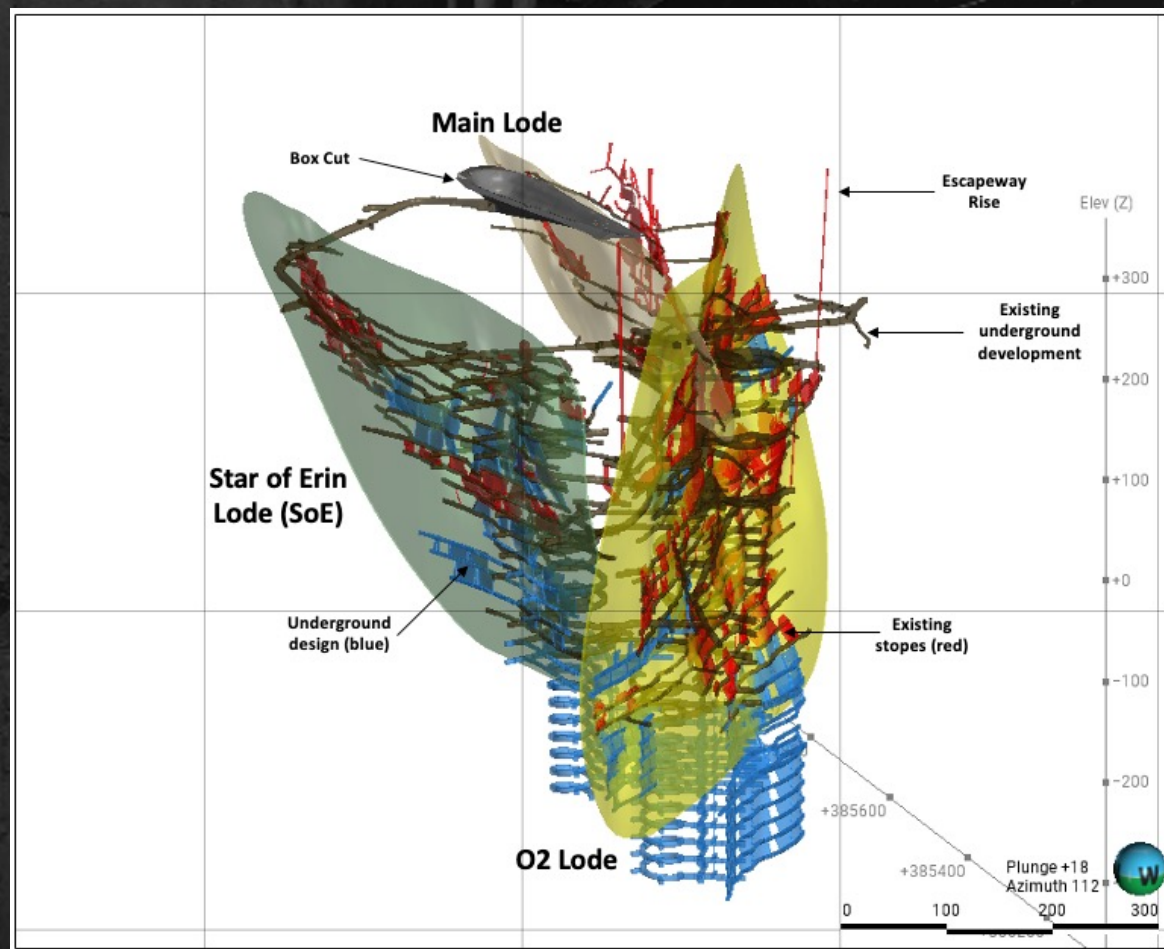 Main Lode
Box Cut
Escapeway
Rise
Elev (Z)
+300
Existing
underground
development
+200
Star of Erin
Lode (SoE)
+100
+0
Underground
design (blue)
Existing
stopes (red)
−100
−200
+385600
O2 Lode
+385400
Plunge +18
Azimuth 112
W
0 100 200 300